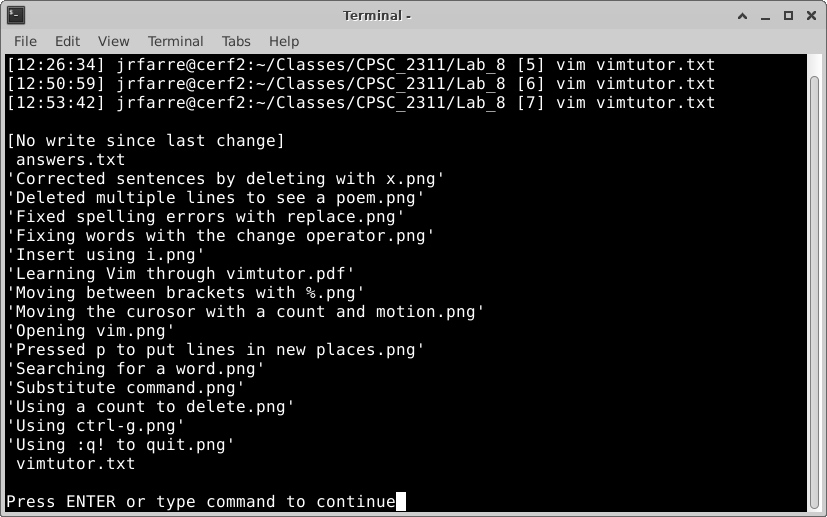 Terminal -
File Edit View Terminal Tabs Help
[12:26:34] jrfarre@cerf2:~/Classes/CPSC_2311/Lab_8 [5] vim vimtutor.txt
[12:50:59] jrfarre@cerf2:~/Classes/CPSC_2311/Lab_8 [6] vim vimtutor.txt
[12:53:42] jrfarre@cerf2:~/Classes/CPSC_2311/Lab_8 [7] vim vimtutor.txt
[No write since last change]
answers.txt
'Corrected sentences by deleting with x.png'
'Deleted multiple lines to see a poem.png'
'Fixed spelling errors with replace.png'
'Fixing words with the change operator.png'
'Insert using i.png'
'Learning Vim through vimtutor.pdf'
'Moving between brackets with %.png'
'Moving the curosor with a count and motion.png'
'Opening vim.png'
'Pressed p to put lines in new places.png'
'Searching for a word.png'
'Substitute command.png'
'Using a count to delete.png'
'Using ctrl-g.png'
'Using :q! to quit.png'
vimtutor.txt
Press ENTER or type command to continue